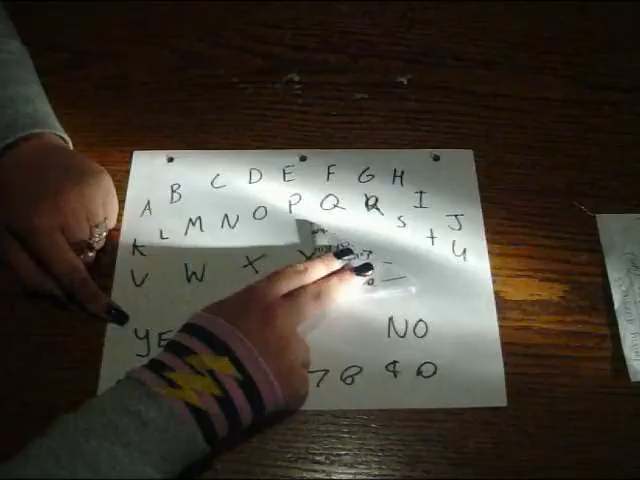 A B C D E F G H I J
K L M N O P Q R S t U
V W X Y
YE NO
7 8 9 0